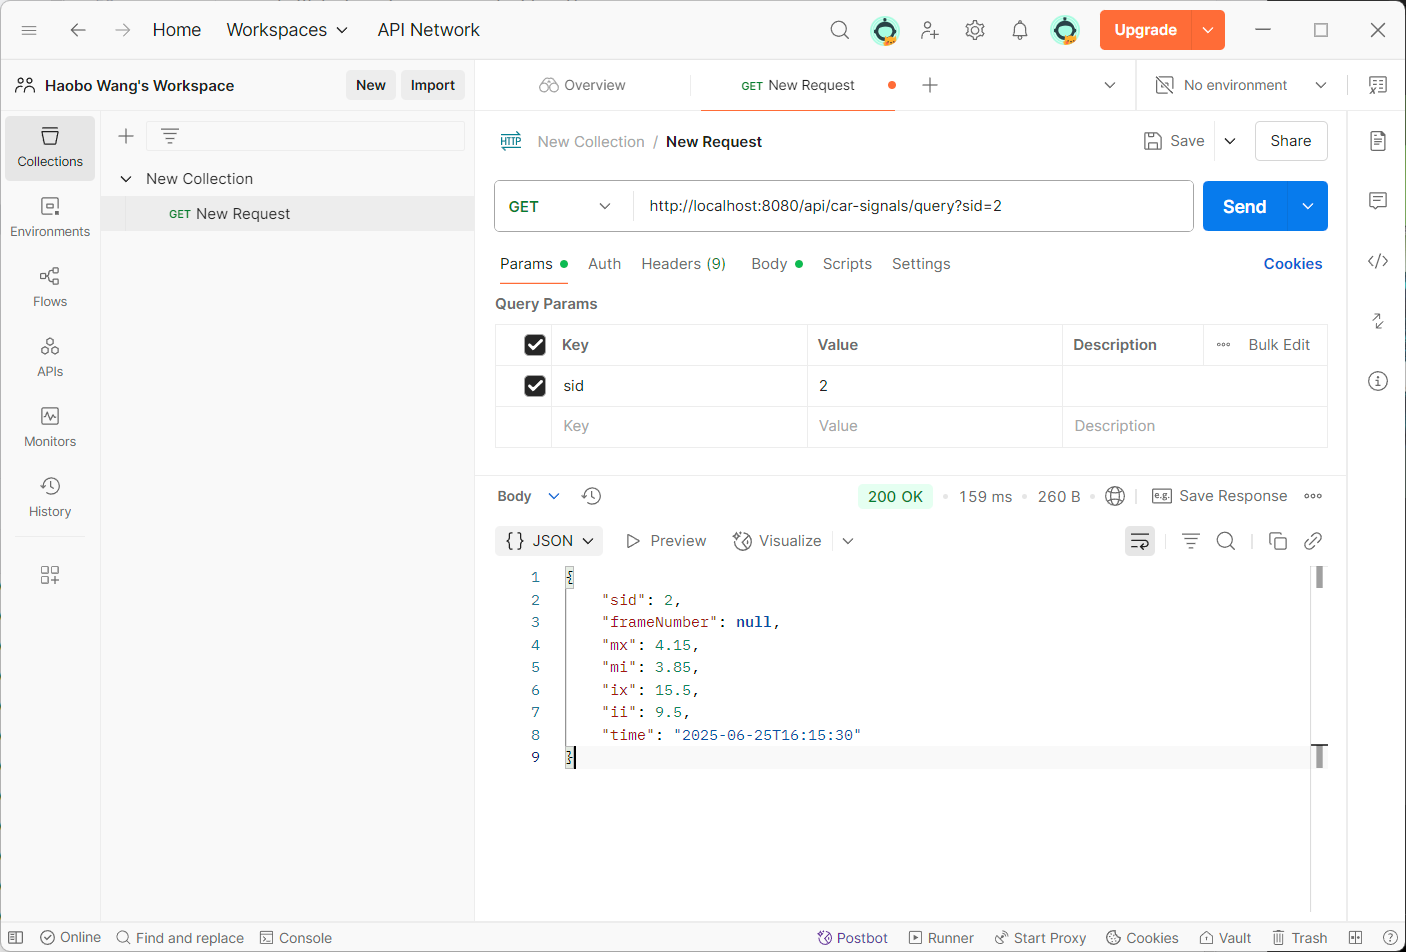 Home Workspaces API Network Upgrade
Haobo Wang's Workspace New Import
Overview GET New Request No environment
Collections
Environments
Flows
APIs
Monitors
History
New Collection
GET New Request
HTTP New Collection / New Request Save Share
GET http://localhost:8080/api/car-signals/query?sid=2 Send
Params Auth Headers (9) Body Scripts Settings Cookies
Query Params
Key Value Description Bulk Edit
sid 2
Key Value Description
Body 200 OK 159 ms 260 B e.g. Save Response
{} JSON Preview Visualize
1 {
2 "sid": 2,
3 "frameNumber": null,
4 "mx": 4.15,
5 "mi": 3.85,
6 "ix": 15.5,
7 "ii": 9.5,
8 "time": "2025-06-25T16:15:30"
9 }
Online Find and replace Console Postbot Runner Start Proxy Cookies Vault Trash